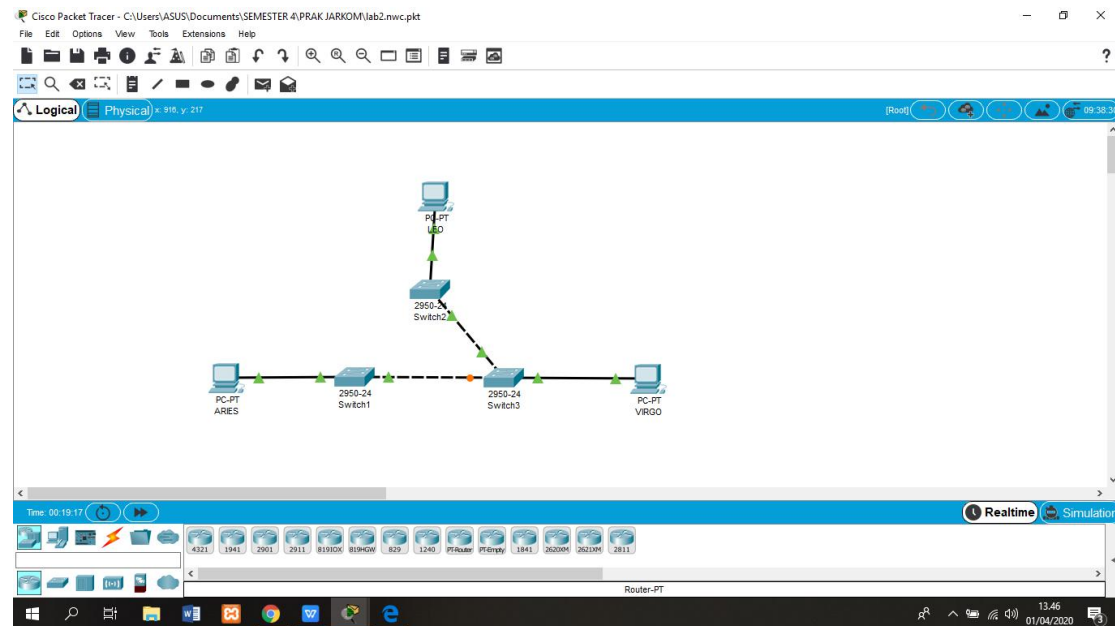 Cisco Packet Tracer - C:\Users\ASUS\Documents\SEMESTER 4\PRAK JARKOM\lab2.nwc.pkt
File Edit Options View Tools Extensions Help
?
Logical Physical x: 916, y: 217 [Root] 09:38:3
PC-PT
LEO
2950-24
Switch2
PC-PT
ARIES
2950-24
Switch1
2950-24
Switch3
PC-PT
VIRGO
Time: 00:19:17 Realtime Simulation
4321 1941 2901 2911 819IOX 819HGW 829 1240 PT-Router PT-Empty 1841 2620XM 2621XM 2811
Router-PT
13.46
01/04/2020
3